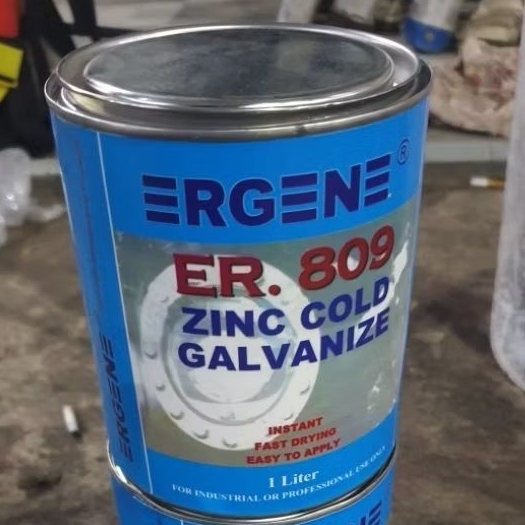 ERGENE®
ER. 809
ZINC COLD
GALVANIZE
INSTANT
FAST DRYING
EASY TO APPLY
1 Liter
FOR INDUSTRIAL OR PROFESSIONAL USE ONLY
ERGENE